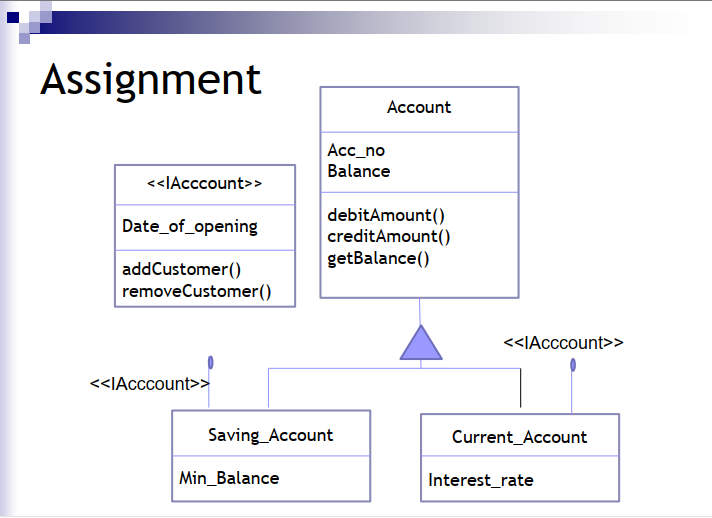 Assignment
Account
Acc_no
Balance
debitAmount()
creditAmount()
getBalance()
<<IAcccount>>
Date_of_opening
addCustomer()
removeCustomer()
<<IAcccount>>
<<IAcccount>>
Saving_Account
Min_Balance
Current_Account
Interest_rate